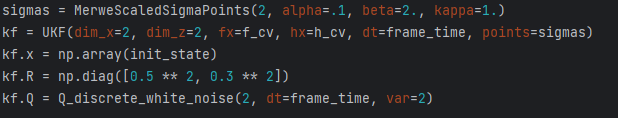 sigmas = MerweScaledSigmaPoints(2, alpha=.1, beta=2., kappa=1.)
kf = UKF(dim_x=2, dim_z=2, fx=f_cv, hx=h_cv, dt=frame_time, points=sigmas)
kf.x = np.array(init_state)
kf.R = np.diag([0.5 ** 2, 0.3 ** 2])
kf.Q = Q_discrete_white_noise(2, dt=frame_time, var=2)